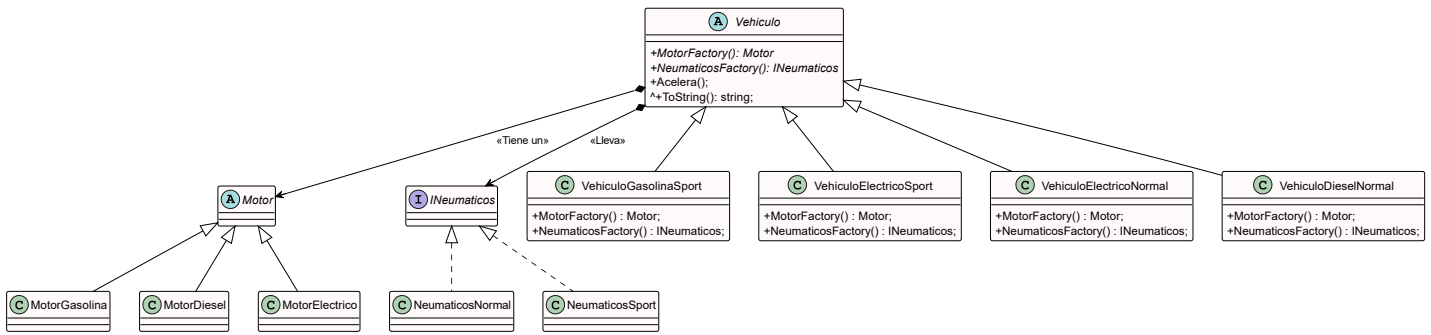 A Vehiculo
+MotorFactory(): Motor
+NeumaticosFactory(): INeumaticos
+Acelera();
^+ToString(): string;
«Tiene un»
«Lleva»
A Motor
I INeumaticos
C VehiculoGasolinaSport
+MotorFactory() : Motor;
+NeumaticosFactory() : INeumaticos;
C VehiculoElectricoSport
+MotorFactory() : Motor;
+NeumaticosFactory() : INeumaticos;
C VehiculoElectricoNormal
+MotorFactory() : Motor;
+NeumaticosFactory() : INeumaticos;
C VehiculoDieselNormal
+MotorFactory() : Motor;
+NeumaticosFactory() : INeumaticos;
C MotorGasolina
C MotorDiesel
C MotorElectrico
C NeumaticosNormal
C NeumaticosSport